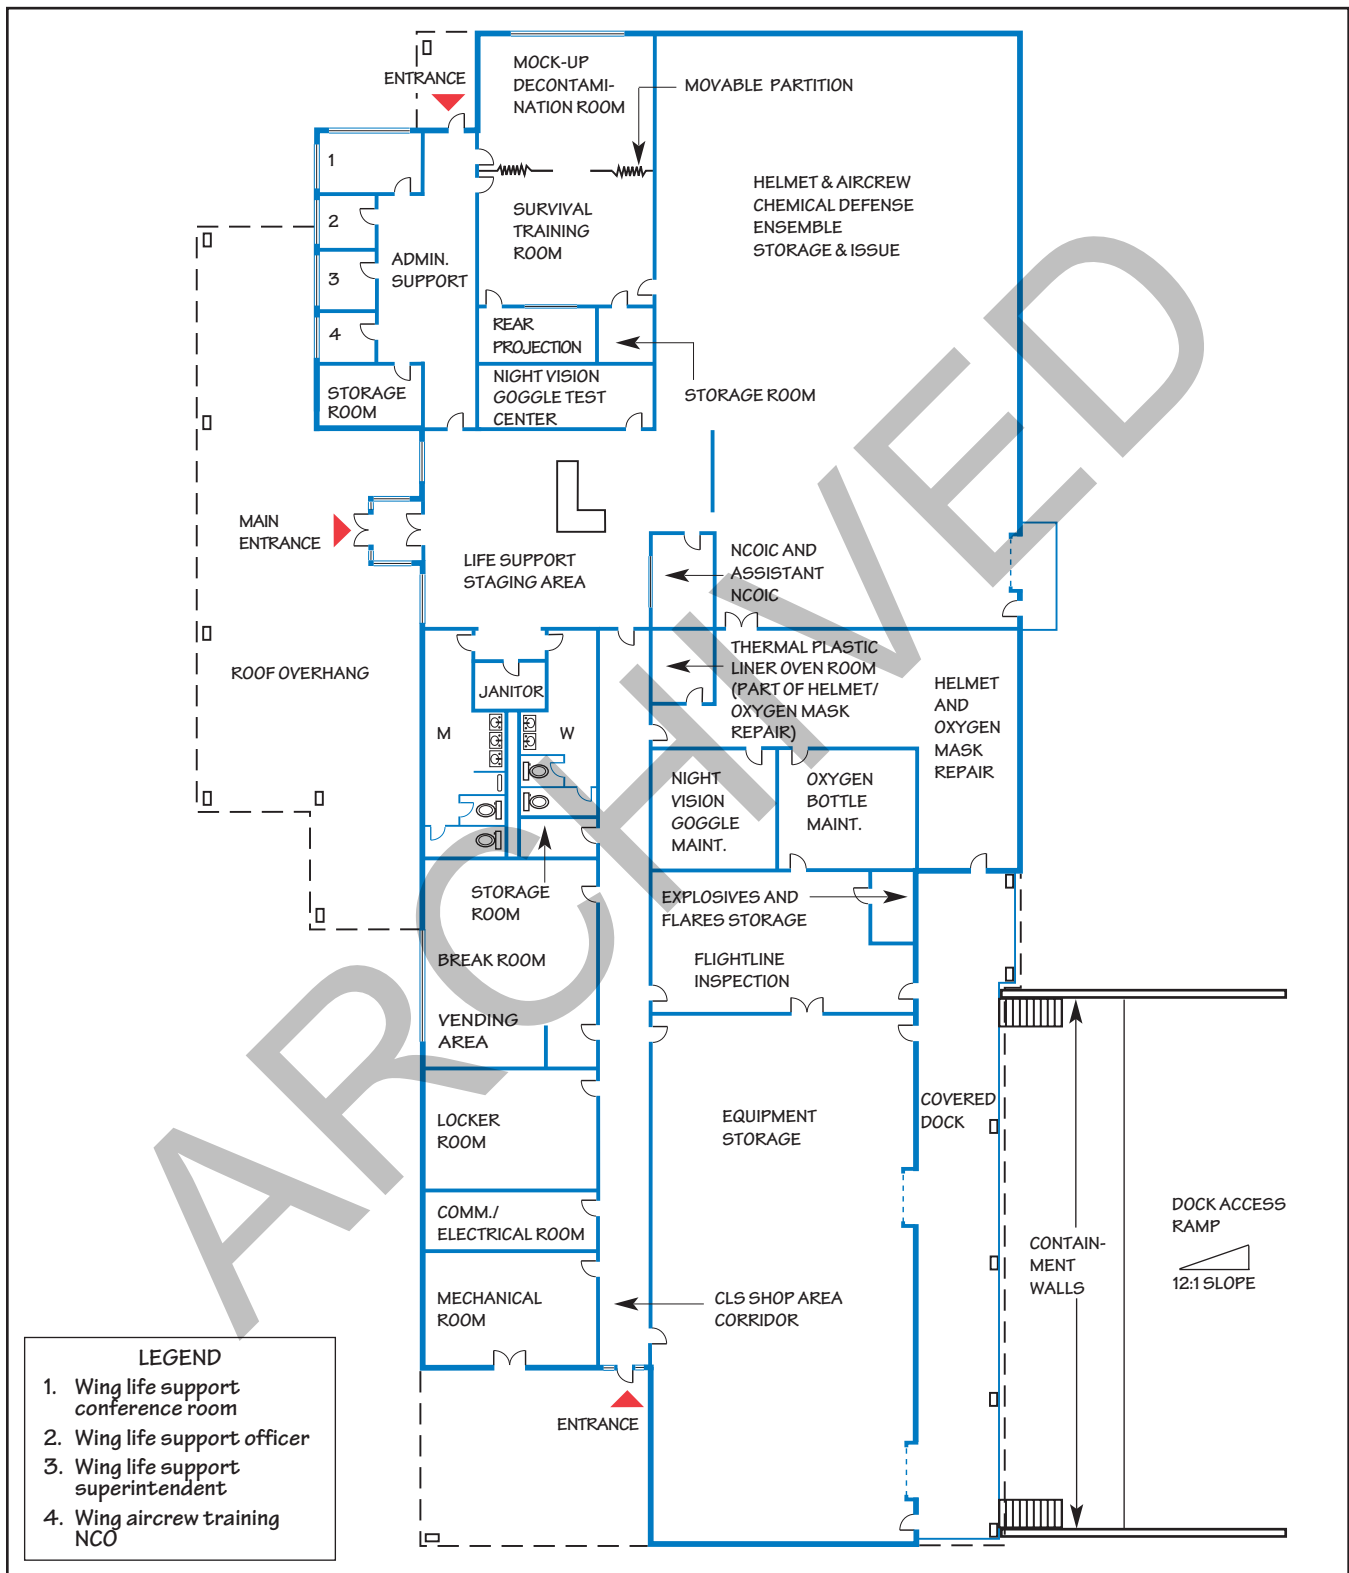 ENTRANCE
MOCK-UP
DECONTAMI-
NATION ROOM
MOVABLE PARTITION
1
2
3
4
ADMIN.
SUPPORT
SURVIVAL
TRAINING
ROOM
HELMET & AIRCREW
CHEMICAL DEFENSE
ENSEMBLE
STORAGE & ISSUE
REAR
PROJECTION
STORAGE ROOM
NIGHT VISION
GOGGLE TEST
CENTER
STORAGE
ROOM
MAIN
ENTRANCE
LIFE SUPPORT
STAGING AREA
NCOIC AND
ASSISTANT
NCOIC
ROOF OVERHANG
JANITOR
M
W
THERMAL PLASTIC
LINER OVEN ROOM
(PART OF HELMET/
OXYGEN MASK
REPAIR)
HELMET
AND
OXYGEN
MASK
REPAIR
NIGHT
VISION
GOGGLE
MAINT.
OXYGEN
BOTTLE
MAINT.
STORAGE
ROOM
EXPLOSIVES AND
FLARES STORAGE
BREAK ROOM
FLIGHTLINE
INSPECTION
VENDING
AREA
LOCKER
ROOM
EQUIPMENT
STORAGE
COVERED
DOCK
COMM./
ELECTRICAL ROOM
CONTAIN-
MENT
WALLS
DOCK ACCESS
RAMP
12:1 SLOPE
MECHANICAL
ROOM
CLS SHOP AREA
CORRIDOR
ENTRANCE
LEGEND
1. Wing life support
conference room
2. Wing life support officer
3. Wing life support
superintendent
4. Wing aircrew training
NCO
ARCHIVED